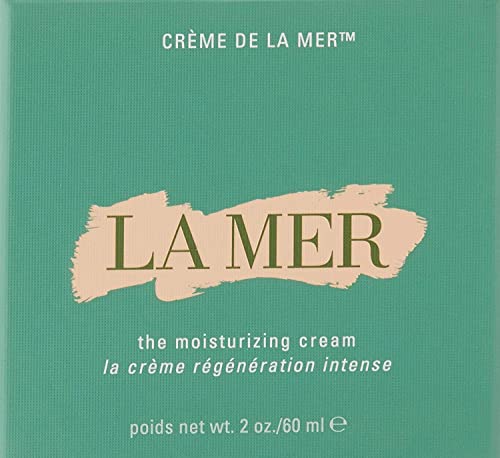 CRÈME DE LA MER™
LA MER
the moisturizing cream
la crème régénération intense
poids net wt. 2 oz./60 ml ℮